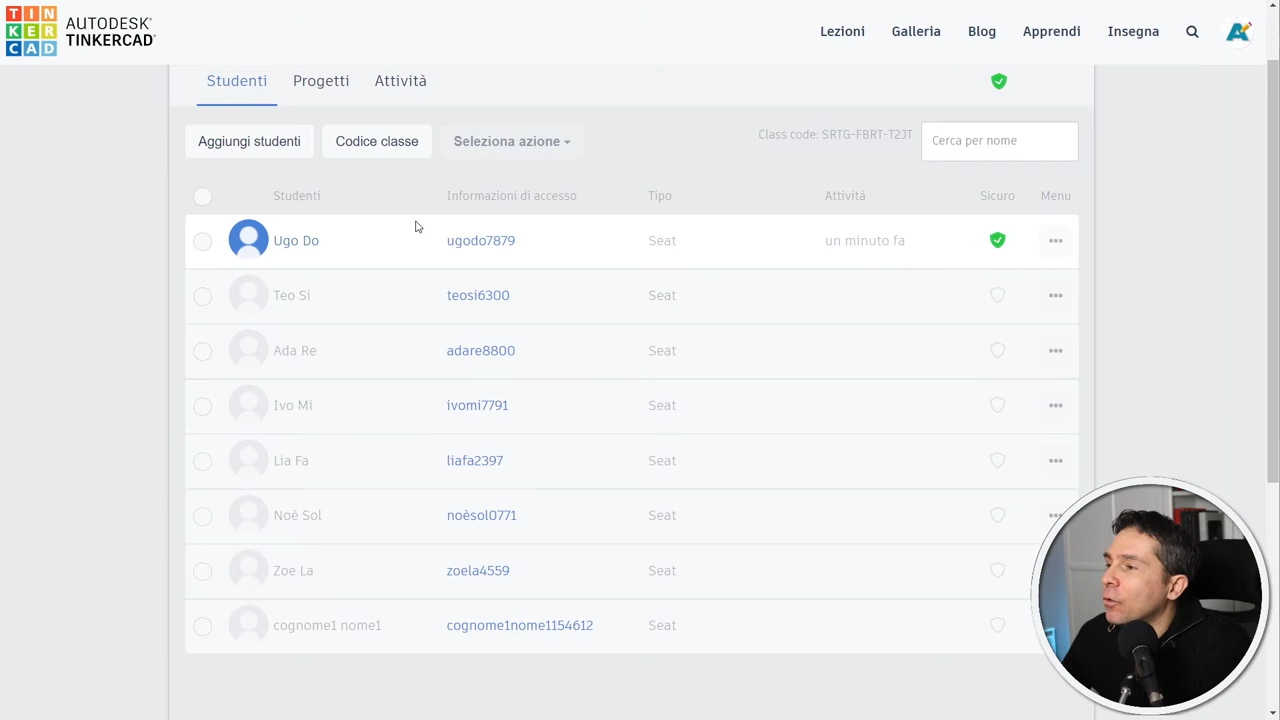 TINKERCAD
AUTODESK
TINKERCAD
Lezioni Galleria Blog Apprendi Insegna
Studenti Progetti Attività
Aggiungi studenti Codice classe Seleziona azione Class code: SRTG-FBRT-T2JT Cerca per nome
Studenti Informazioni di accesso Tipo Attività Sicuro Menu
Ugo Do ugodo7879 Seat un minuto fa
Teo Si teosi6300 Seat
Ada Re adare8800 Seat
Ivo Mi ivomi7791 Seat
Lia Fa liafa2397 Seat
Noè Sol noèsol0771 Seat
Zoe La zoela4559 Seat
cognome1 nome1 cognome1nome1154612 Seat